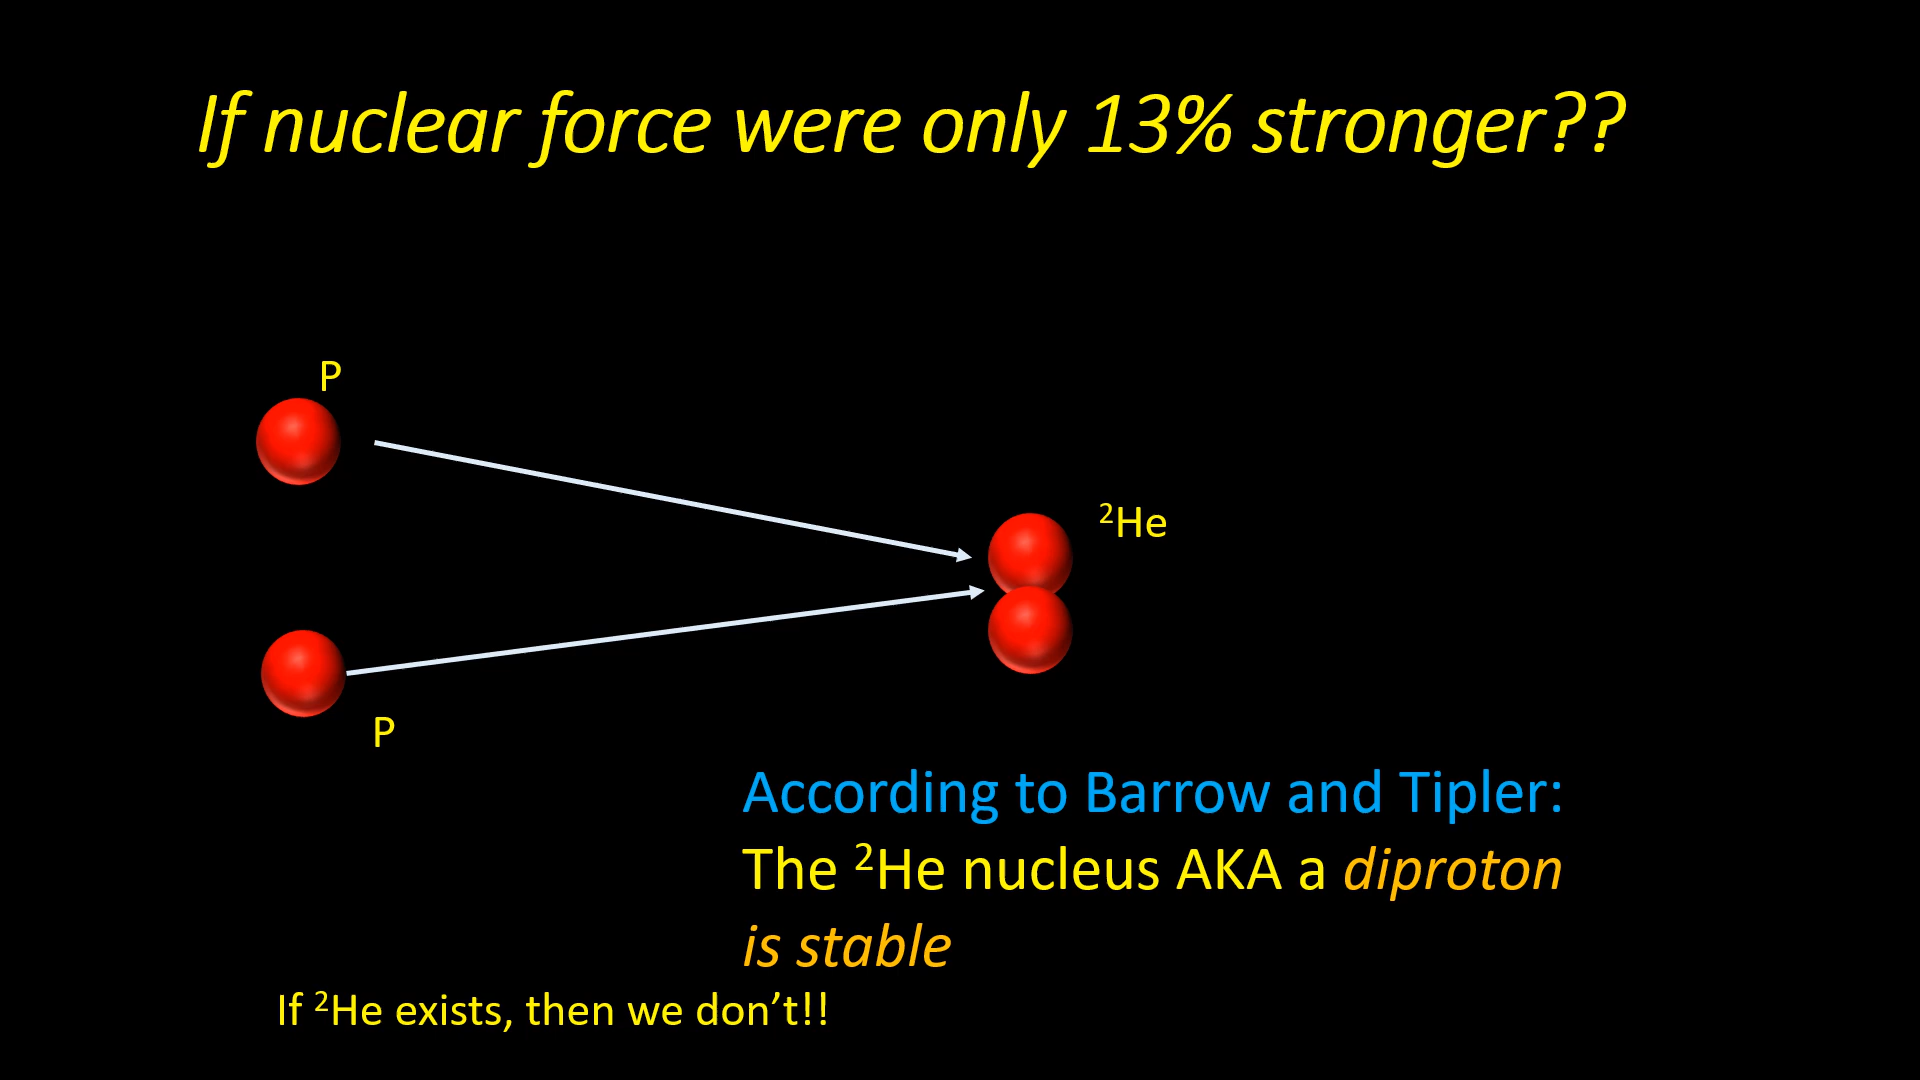 If nuclear force were only 13% stronger??
P
²He
P
According to Barrow and Tipler:
The ²He nucleus AKA a diproton
is stable
If ²He exists, then we don’t!!